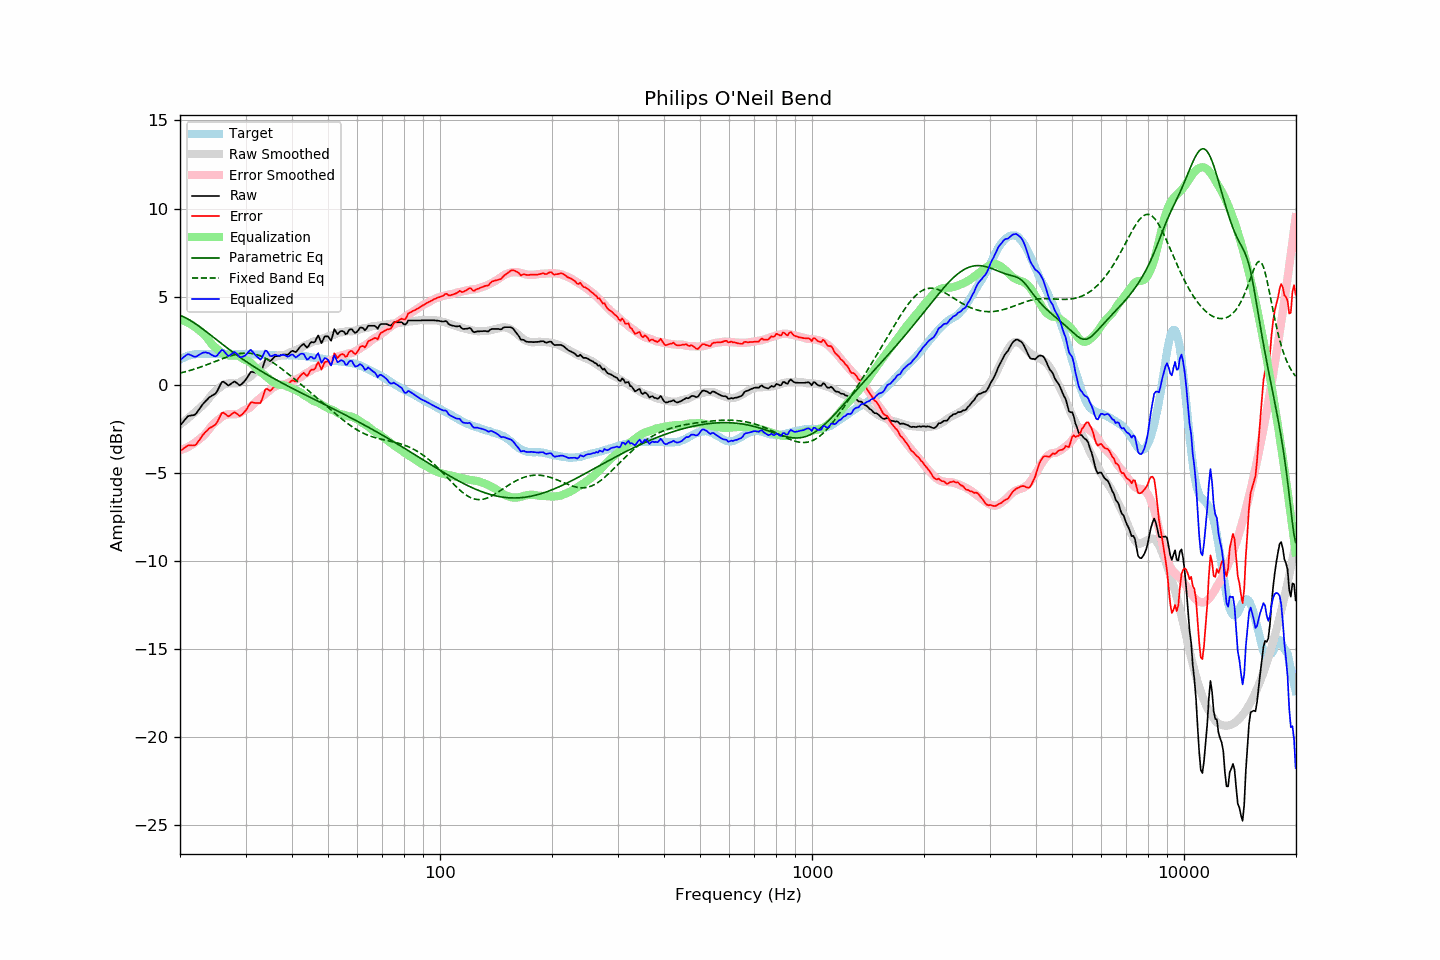 Philips O'Neil Bend
15
10
5
0
−5
−10
−15
−20
−25
Amplitude (dBr)
Target
Raw Smoothed
Error Smoothed
Raw
Error
Equalization
Parametric Eq
Fixed Band Eq
Equalized
100
1000
10000
Frequency (Hz)